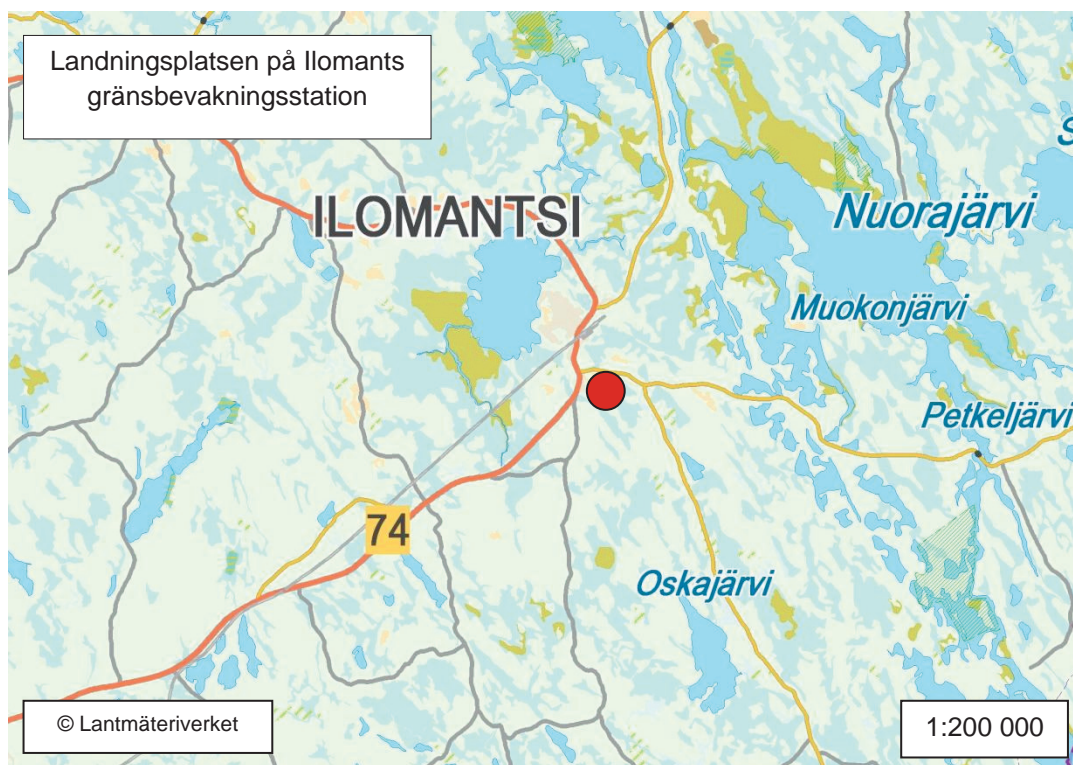 Landningsplatsen på Ilomants
gränsbevakningsstation
S
ILOMANTSI
Nuorajärvi
Muokonjärvi
Petkeljärvi
74
Oskajärvi
© Lantmäteriverket
1:200 000